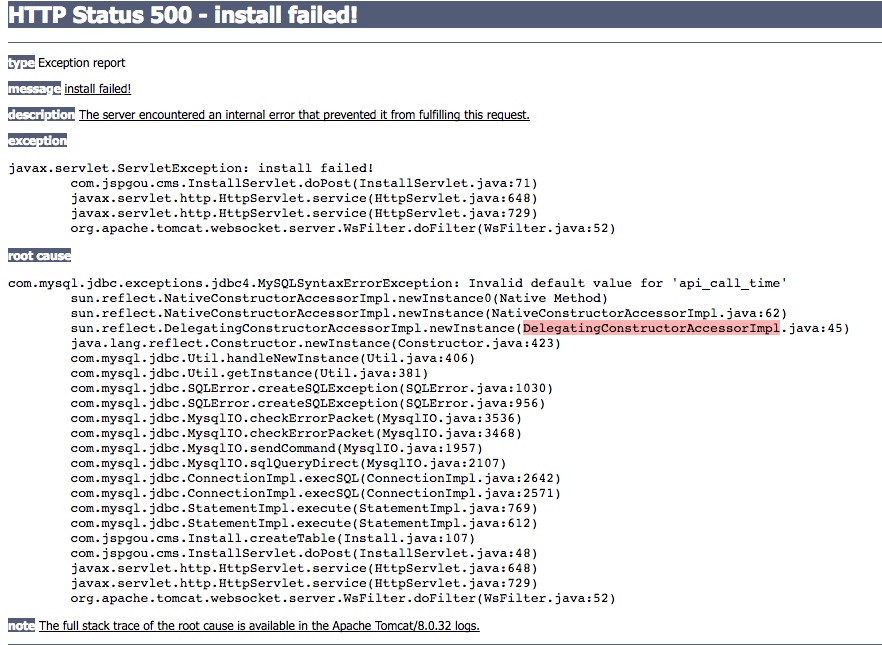 HTTP Status 500 - install failed!
type Exception report
message install failed!
description The server encountered an internal error that prevented it from fulfilling this request.
exception
javax.servlet.ServletException: install failed!
com.jspgou.cms.InstallServlet.doPost(InstallServlet.java:71)
javax.servlet.http.HttpServlet.service(HttpServlet.java:648)
javax.servlet.http.HttpServlet.service(HttpServlet.java:729)
org.apache.tomcat.websocket.server.WsFilter.doFilter(WsFilter.java:52)
root cause
com.mysql.jdbc.exceptions.jdbc4.MySQLSyntaxErrorException: Invalid default value for 'api_call_time'
sun.reflect.NativeConstructorAccessorImpl.newInstance0(Native Method)
sun.reflect.NativeConstructorAccessorImpl.newInstance(NativeConstructorAccessorImpl.java:62)
sun.reflect.DelegatingConstructorAccessorImpl.newInstance(DelegatingConstructorAccessorImpl.java:45)
java.lang.reflect.Constructor.newInstance(Constructor.java:423)
com.mysql.jdbc.Util.handleNewInstance(Util.java:406)
com.mysql.jdbc.Util.getInstance(Util.java:381)
com.mysql.jdbc.SQLError.createSQLException(SQLError.java:1030)
com.mysql.jdbc.SQLError.createSQLException(SQLError.java:956)
com.mysql.jdbc.MysqlIO.checkErrorPacket(MysqlIO.java:3536)
com.mysql.jdbc.MysqlIO.checkErrorPacket(MysqlIO.java:3468)
com.mysql.jdbc.MysqlIO.sendCommand(MysqlIO.java:1957)
com.mysql.jdbc.MysqlIO.sqlQueryDirect(MysqlIO.java:2107)
com.mysql.jdbc.ConnectionImpl.execSQL(ConnectionImpl.java:2642)
com.mysql.jdbc.ConnectionImpl.execSQL(ConnectionImpl.java:2571)
com.mysql.jdbc.StatementImpl.execute(StatementImpl.java:769)
com.mysql.jdbc.StatementImpl.execute(StatementImpl.java:612)
com.jspgou.cms.Install.createTable(Install.java:107)
com.jspgou.cms.InstallServlet.doPost(InstallServlet.java:48)
javax.servlet.http.HttpServlet.service(HttpServlet.java:648)
javax.servlet.http.HttpServlet.service(HttpServlet.java:729)
org.apache.tomcat.websocket.server.WsFilter.doFilter(WsFilter.java:52)
note The full stack trace of the root cause is available in the Apache Tomcat/8.0.32 logs.